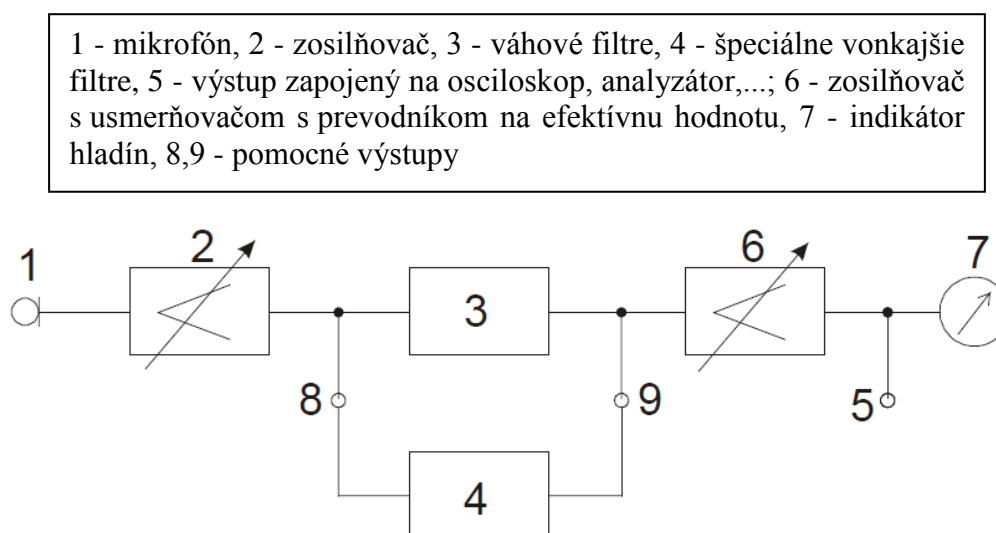 1 - mikrofón, 2 - zosilňovač, 3 - váhové filtre, 4 - špeciálne vonkajšie
filtre, 5 - výstup zapojený na osciloskop, analyzátor,...; 6 - zosilňovač
s usmerňovačom s prevodníkom na efektívnu hodnotu, 7 - indikátor
hladín, 8,9 - pomocné výstupy
1
2
3
6
7
8
9
5
4